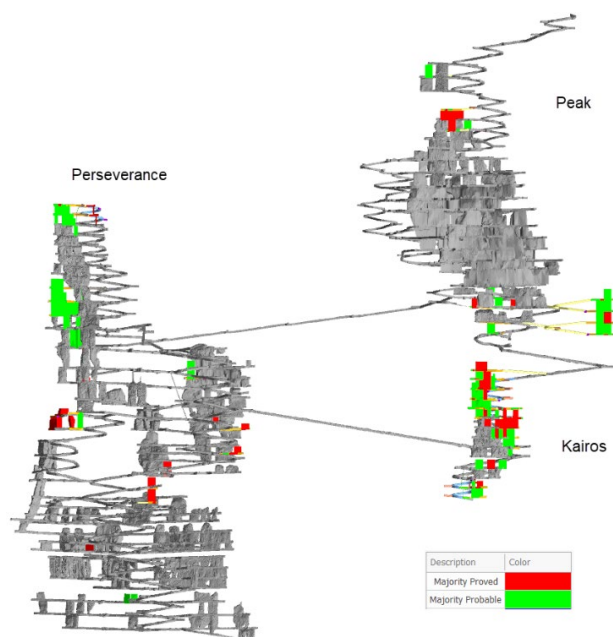 Peak
Perseverance
Kairos
Description Color
Majority Proved
Majority Probable